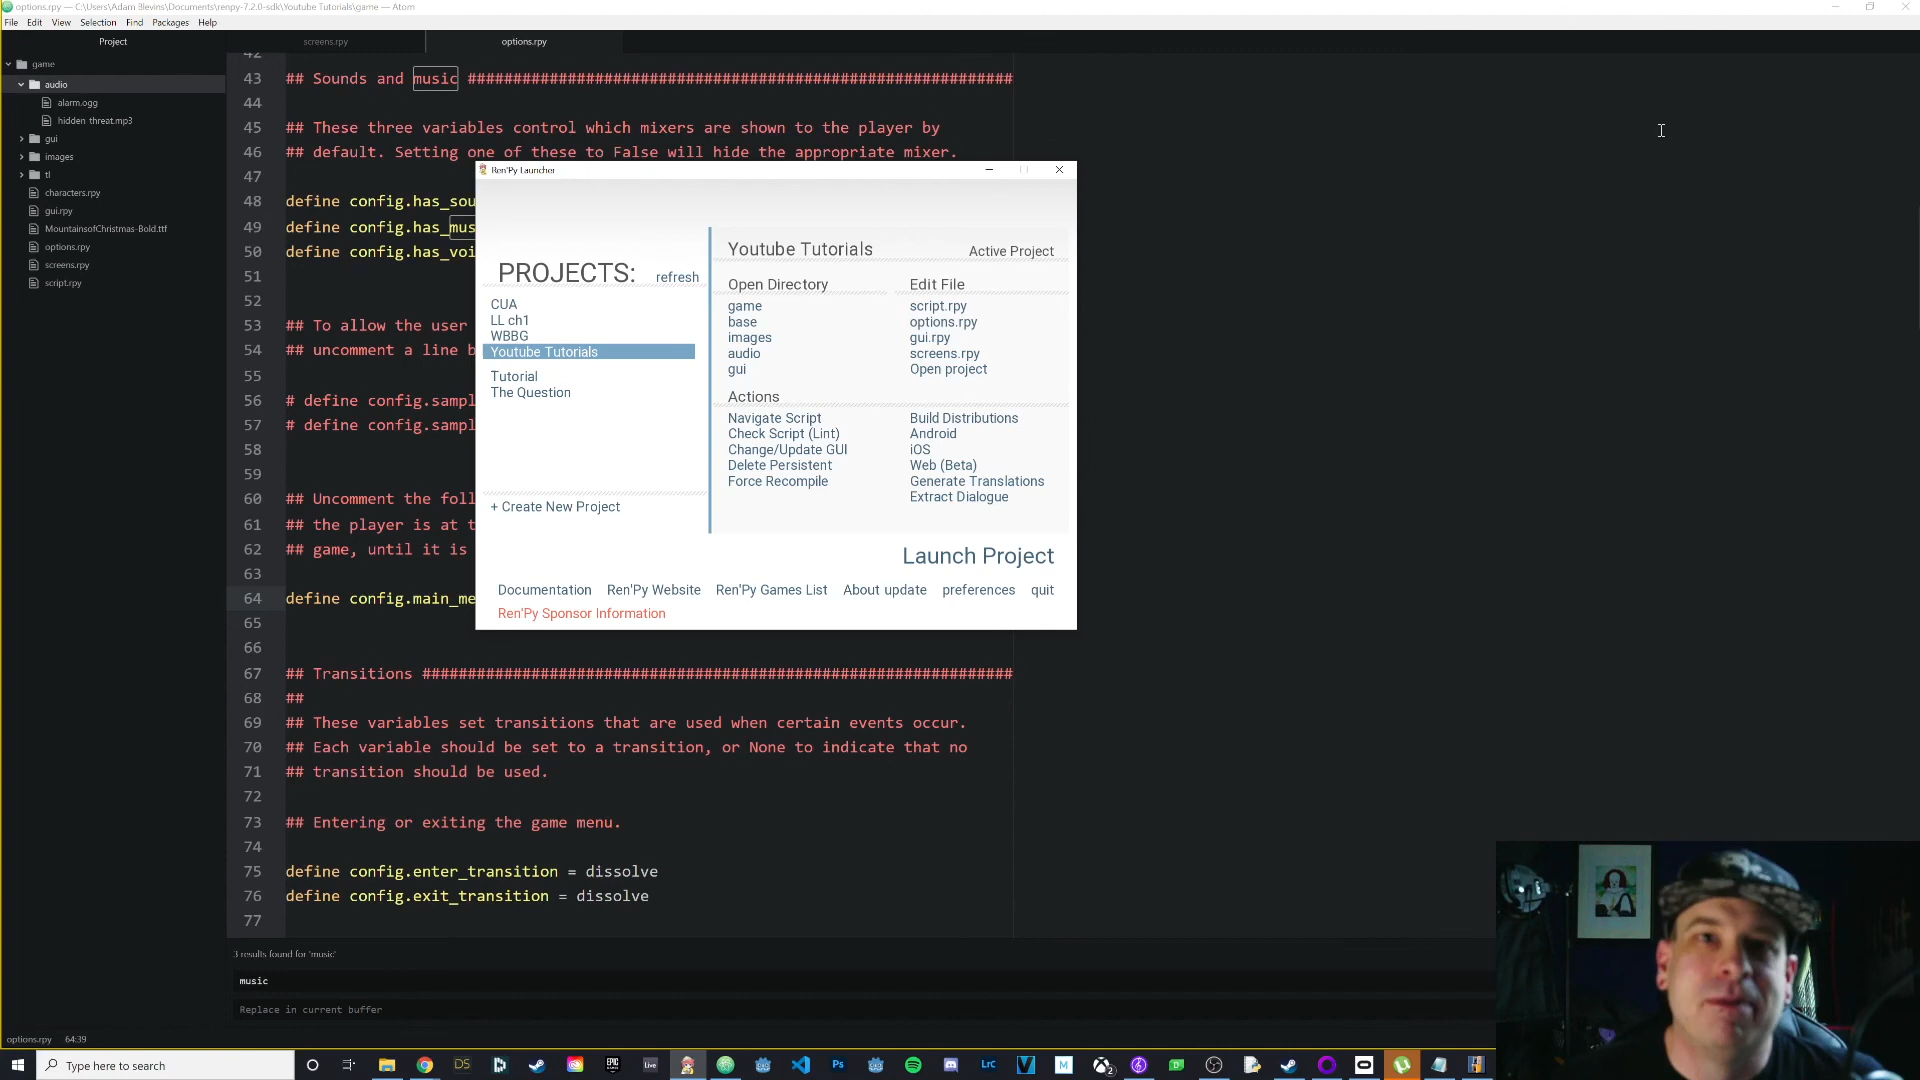 options.rpy — C:\Users\Adam Blevins\Documents\renpy-7.2.0-sdk\Youtube Tutorials\game — Atom
File Edit View Selection Find Packages Help
Project
screens.rpy
options.rpy
game
audio
alarm.ogg
hidden threat.mp3
gui
images
tl
characters.rpy
gui.rpy
MountainsofChristmas-Bold.ttf
options.rpy
screens.rpy
script.rpy
42
43 ## Sounds and music ############################################################
44
45 ## These three variables control which mixers are shown to the player by
46 ## default. Setting one of these to False will hide the appropriate mixer.
47
48 define config.has_sou
49 define config.has_mus
50 define config.has_voi
51
52
53 ## To allow the user
54 ## uncomment a line b
55
56 # define config.sampl
57 # define config.sampl
58
59
60 ## Uncomment the foll
61 ## the player is at t
62 ## game, until it is
63
64 define config.main_me
65
66
67 ## Transitions #################################################################
68 ##
69 ## These variables set transitions that are used when certain events occur.
70 ## Each variable should be set to a transition, or None to indicate that no
71 ## transition should be used.
72
73 ## Entering or exiting the game menu.
74
75 define config.enter_transition = dissolve
76 define config.exit_transition = dissolve
77
Ren'Py Launcher
PROJECTS: refresh
CUA
LL ch1
WBBG
Youtube Tutorials
Tutorial
The Question
+ Create New Project
Youtube Tutorials Active Project
Open Directory
game
base
images
audio
gui
Edit File
script.rpy
options.rpy
gui.rpy
screens.rpy
Open project
Actions
Navigate Script
Check Script (Lint)
Change/Update GUI
Delete Persistent
Force Recompile
Build Distributions
Android
iOS
Web (Beta)
Generate Translations
Extract Dialogue
Launch Project
Documentation Ren'Py Website Ren'Py Games List About update preferences quit
Ren'Py Sponsor Information
3 results found for 'music'
music
Replace in current buffer
options.rpy 64:39
Type here to search
DS
Live
Ps
LrC
M
2